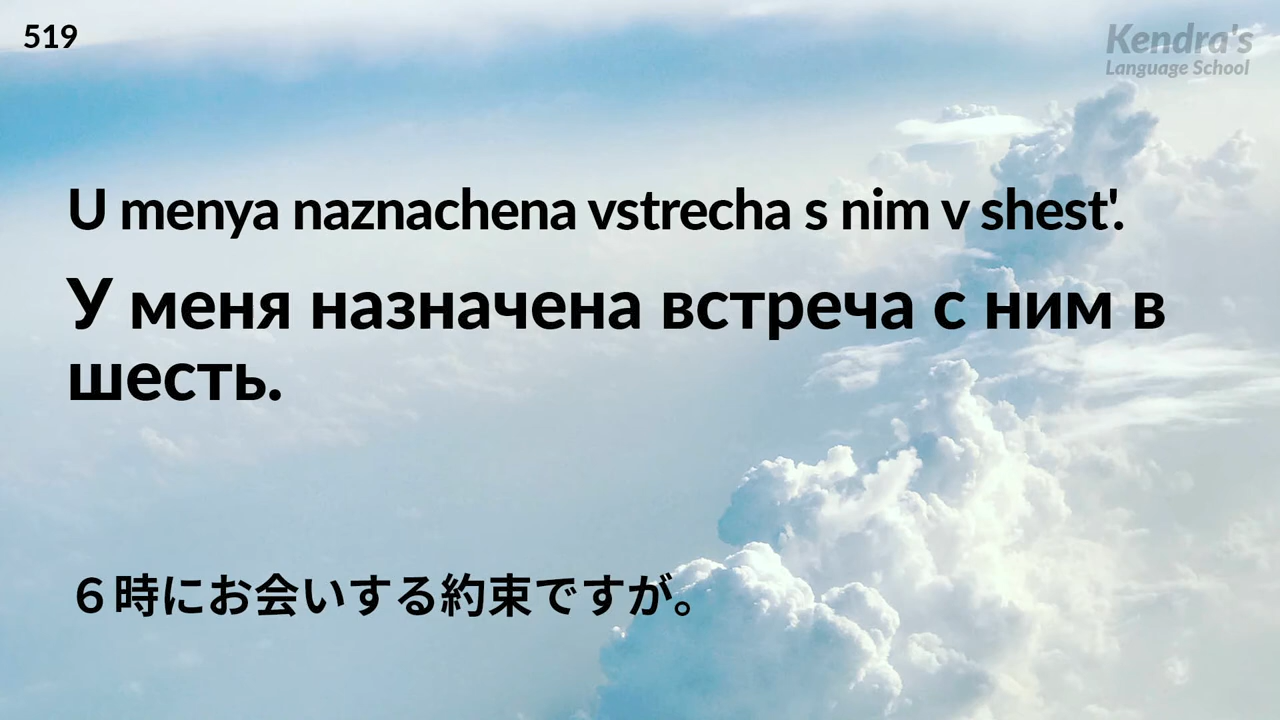 519
Kendra's
Language School
U menya naznachena vstrecha s nim v shest'.
У меня назначена встреча с ним в
шесть.
６時にお会いする約束ですが。